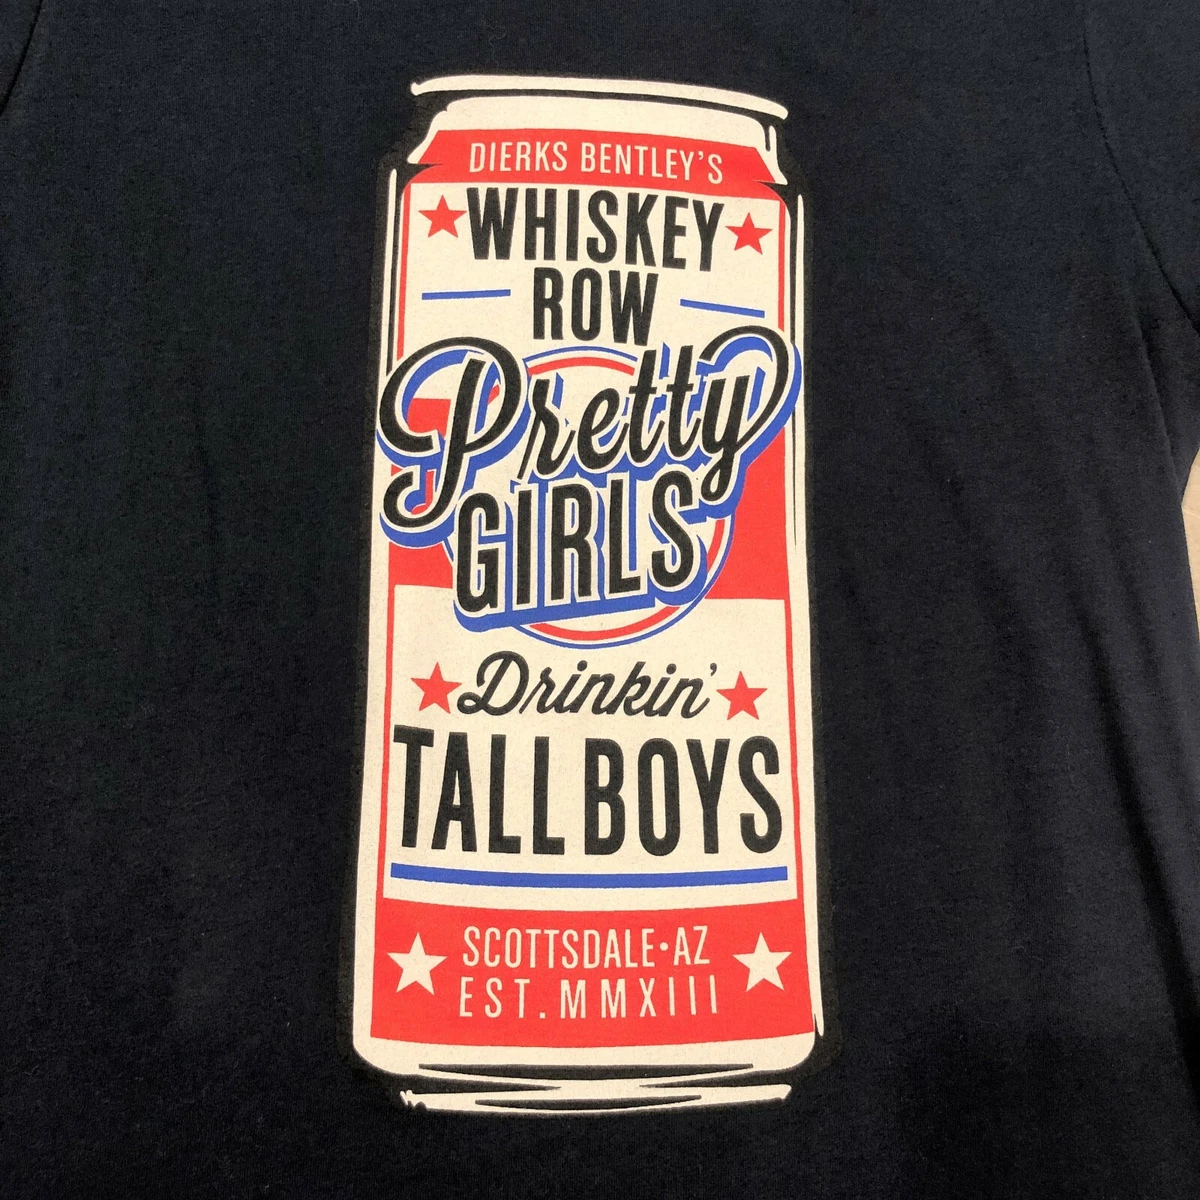 DIERKS BENTLEY'S
WHISKEY
ROW
Pretty
GIRLS
Drinkin'
TALL BOYS
SCOTTSDALE•AZ
EST. MMXIII